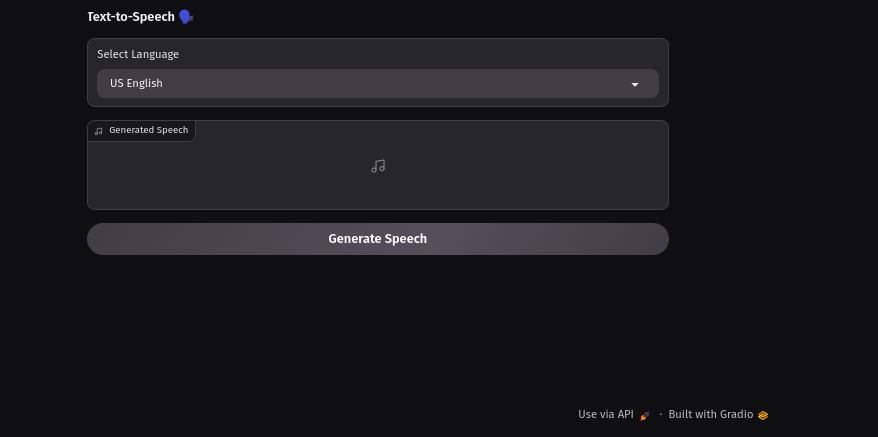 Text-to-Speech 🗣️
Select Language
US English
Generated Speech
Generate Speech
Use via API 🚀 · Built with Gradio